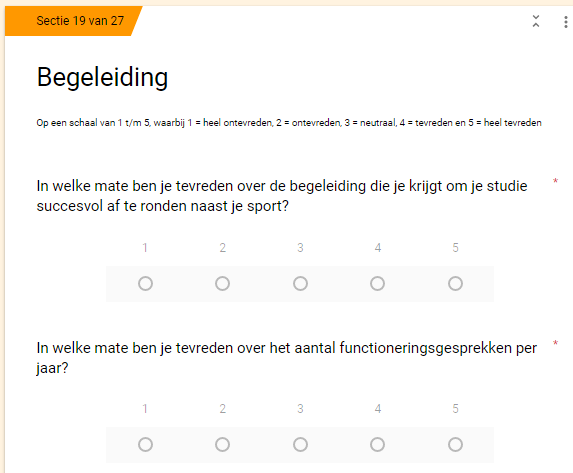 Sectie 19 van 27
Begeleiding
Op een schaal van 1 t/m 5, waarbij 1 = heel ontevreden, 2 = ontevreden, 3 = neutraal, 4 = tevreden en 5 = heel tevreden
In welke mate ben je tevreden over de begeleiding die je krijgt om je studie *
succesvol af te ronden naast je sport?
1 2 3 4 5
In welke mate ben je tevreden over het aantal functioneringsgesprekken per *
jaar?
1 2 3 4 5